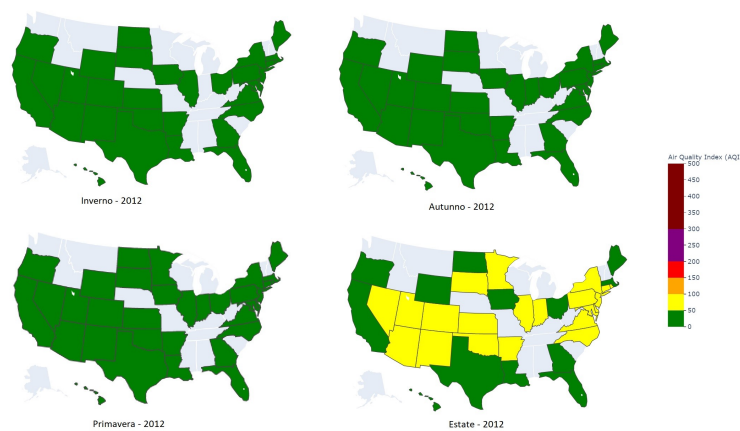 Inverno - 2012
Autunno - 2012
Air Quality Index (AQI
500
450
400
350
300
250
200
150
100
50
0
Primavera - 2012
Estate - 2012